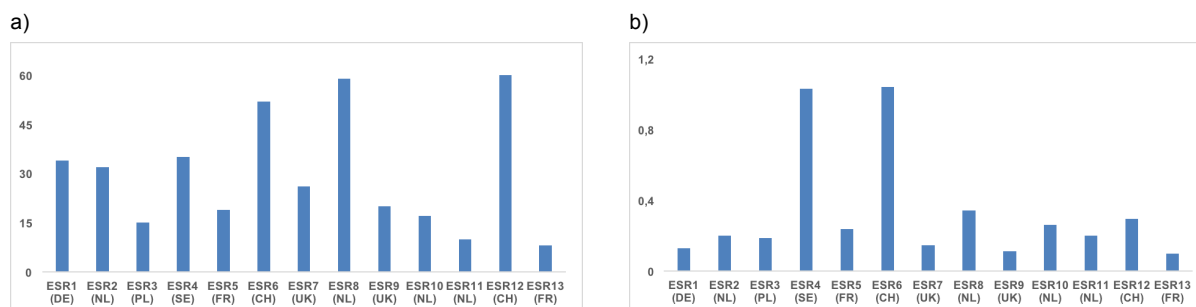 a)
60
45
30
15
0
ESR1 ESR2 ESR3 ESR4 ESR5 ESR6 ESR7 ESR8 ESR9 ESR10 ESR11 ESR12 ESR13
(DE) (NL) (PL) (SE) (FR) (CH) (UK) (NL) (UK) (NL) (NL) (CH) (FR)
b)
1,2
0,8
0,4
0
ESR1 ESR2 ESR3 ESR4 ESR5 ESR6 ESR7 ESR8 ESR9 ESR10 ESR11 ESR12 ESR13
(DE) (NL) (PL) (SE) (FR) (CH) (UK) (NL) (UK) (NL) (NL) (CH) (FR)